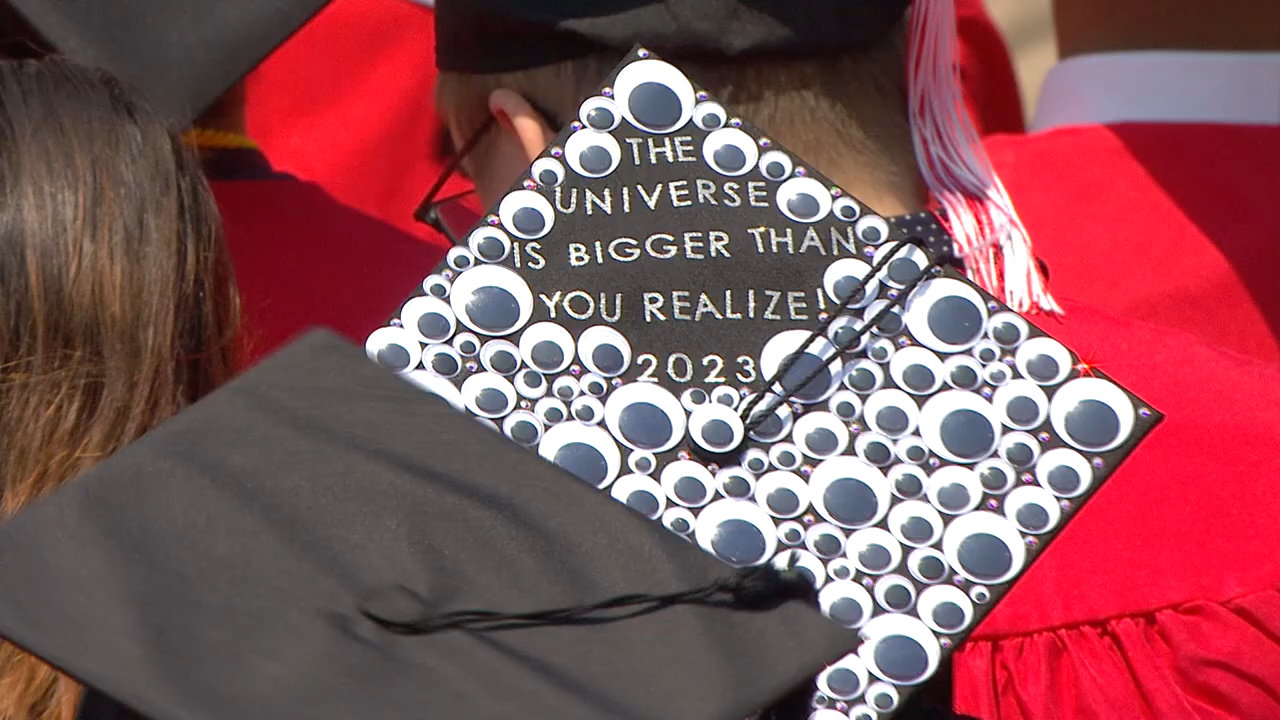 THE
UNIVERSE
IS BIGGER THAN
YOU REALIZE!
2023